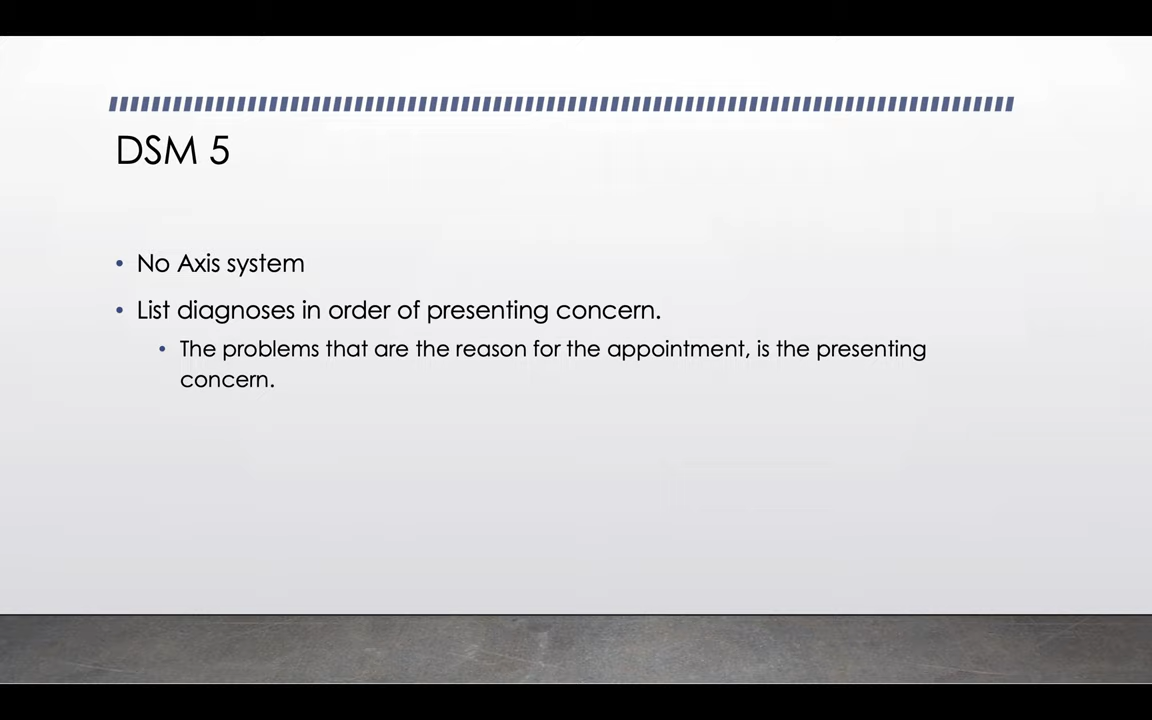 DSM 5
• No Axis system
• List diagnoses in order of presenting concern.
• The problems that are the reason for the appointment, is the presenting
concern.